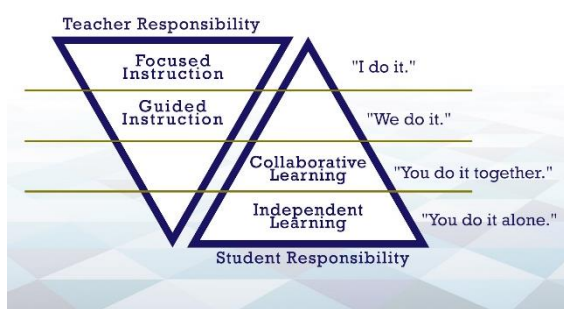 Teacher Responsibility
Focused
Instruction
"I do it."
Guided
Instruction
"We do it."
Collaborative
Learning
"You do it together."
Independent
Learning
"You do it alone."
Student Responsibility